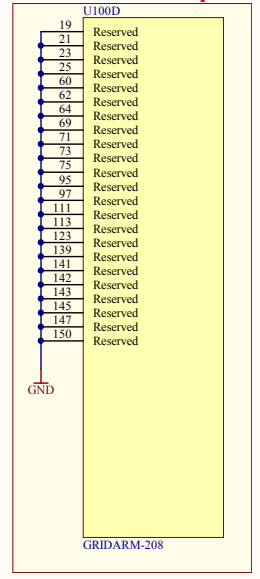 U100D
19 Reserved
21 Reserved
23 Reserved
25 Reserved
60 Reserved
62 Reserved
64 Reserved
69 Reserved
71 Reserved
73 Reserved
75 Reserved
95 Reserved
97 Reserved
111 Reserved
113 Reserved
123 Reserved
139 Reserved
141 Reserved
142 Reserved
143 Reserved
145 Reserved
147 Reserved
150 Reserved
GND
GRIDARM-208